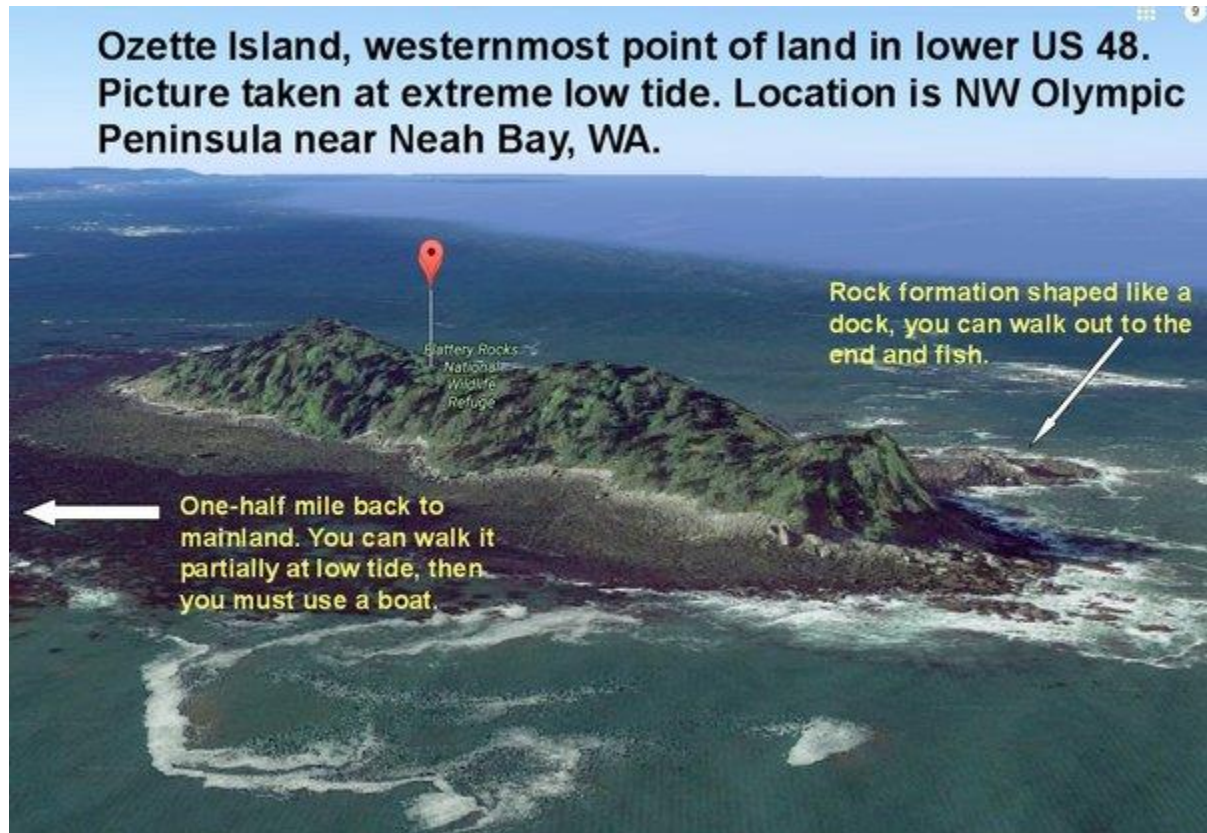 9
Ozette Island, westernmost point of land in lower US 48.
Picture taken at extreme low tide. Location is NW Olympic
Peninsula near Neah Bay, WA.
Rock formation shaped like a
dock, you can walk out to the
end and fish.
Flattery Rocks
National
Wildlife
Refuge
One-half mile back to
mainland. You can walk it
partially at low tide, then
you must use a boat.